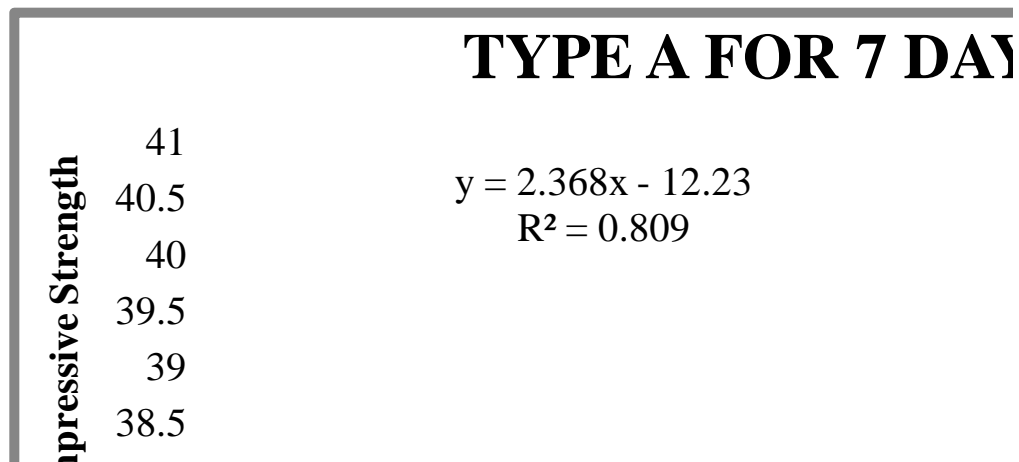 TYPE A FOR 7 DAY
41
40.5
40
39.5
39
38.5
y = 2.368x - 12.23
R² = 0.809
mpressive Strength